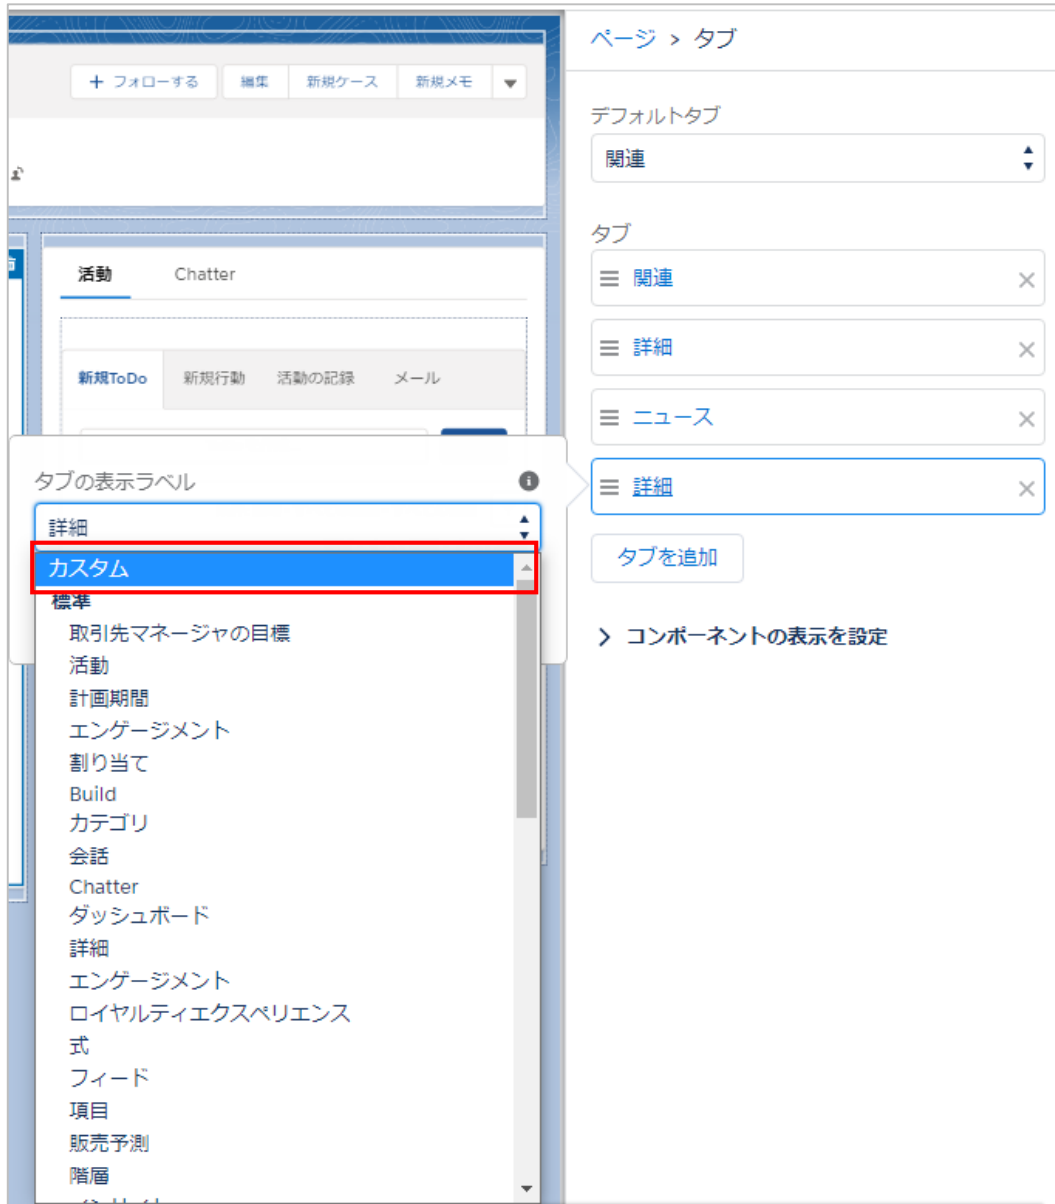 フォローする 編集 新規ケース 新規メモ
活動 Chatter
新規ToDo 新規行動 活動の記録 メール
タブの表示ラベル
詳細
カスタム
標準
取引先マネージャの目標
活動
計画期間
エンゲージメント
割り当て
Build
カテゴリ
会話
Chatter
ダッシュボード
詳細
エンゲージメント
ロイヤルティエクスペリエンス
式
フィード
項目
販売予測
階層
ページ > タブ
デフォルトタブ
関連
タブ
関連
詳細
ニュース
詳細
タブを追加
コンポーネントの表示を設定